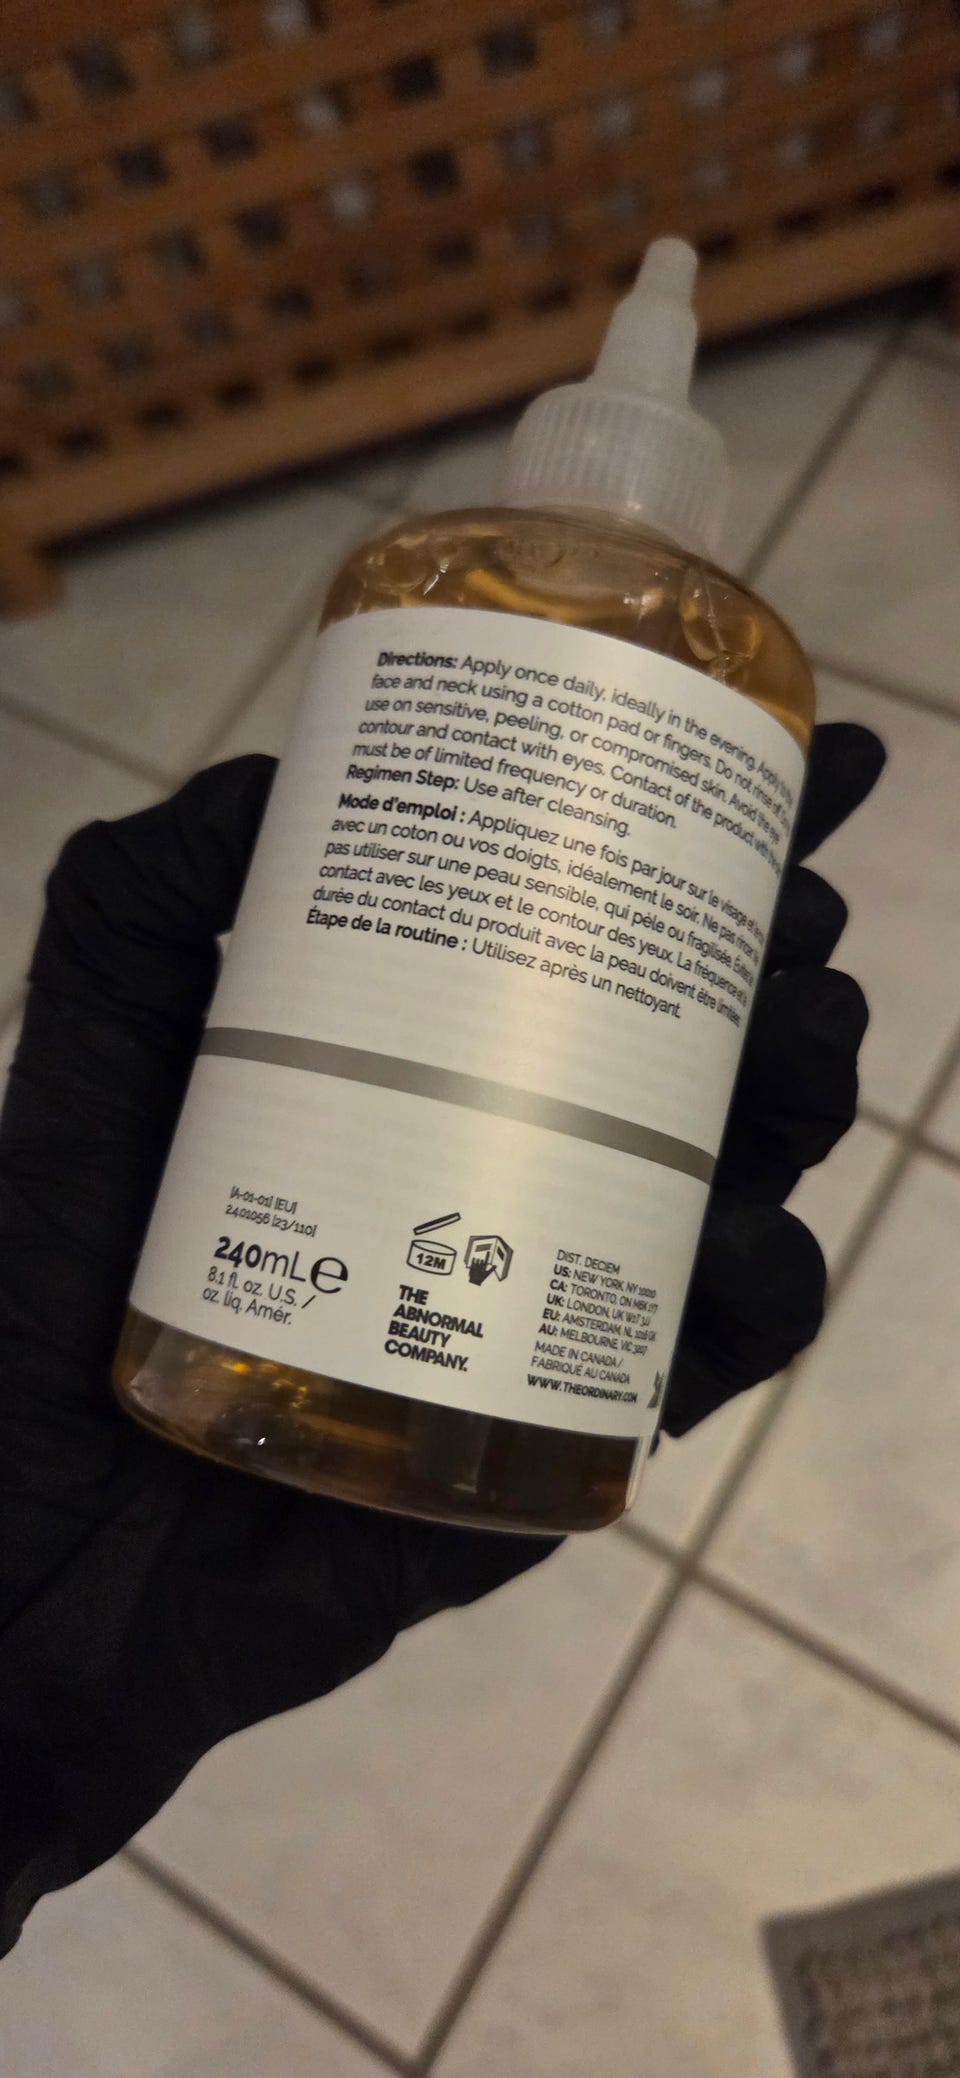 Directions: Apply once daily, ideally in the evening. Apply to the
face and neck using a cotton pad or fingers. Do not rinse off.
use on sensitive, peeling, or compromised skin. Avoid the eye
contour and contact with eyes. Contact of the product with the
must be of limited frequency or duration.
Regimen Step: Use after cleansing.
Mode d'emploi : Appliquez une fois par jour sur le visage et
avec un coton ou vos doigts, idéalement le soir. Ne pas rincer.
pas utiliser sur une peau sensible, qui pèle ou fragilisée. Évitez
contact avec les yeux et le contour des yeux. La fréquence et la
durée du contact du produit avec la peau doivent être limitées.
Étape de la routine : Utilisez après un nettoyant.
[A-01-01] [EU]
2401056 [23/110]
240mL e
8.1 fl. oz. U.S. /
oz. liq. Amér.
12M
THE
ABNORMAL
BEAUTY
COMPANY.
DIST. DECIEM
US: NEW YORK, NY 10010
CA: TORONTO, ON M8K 1Y7
UK: LONDON, UK W1T 3JJ
EU: AMSTERDAM, NL
AU: MELBOURNE, VIC 3207
MADE IN CANADA /
FABRIQUÉ AU CANADA
WWW.THEORDINARY.COM